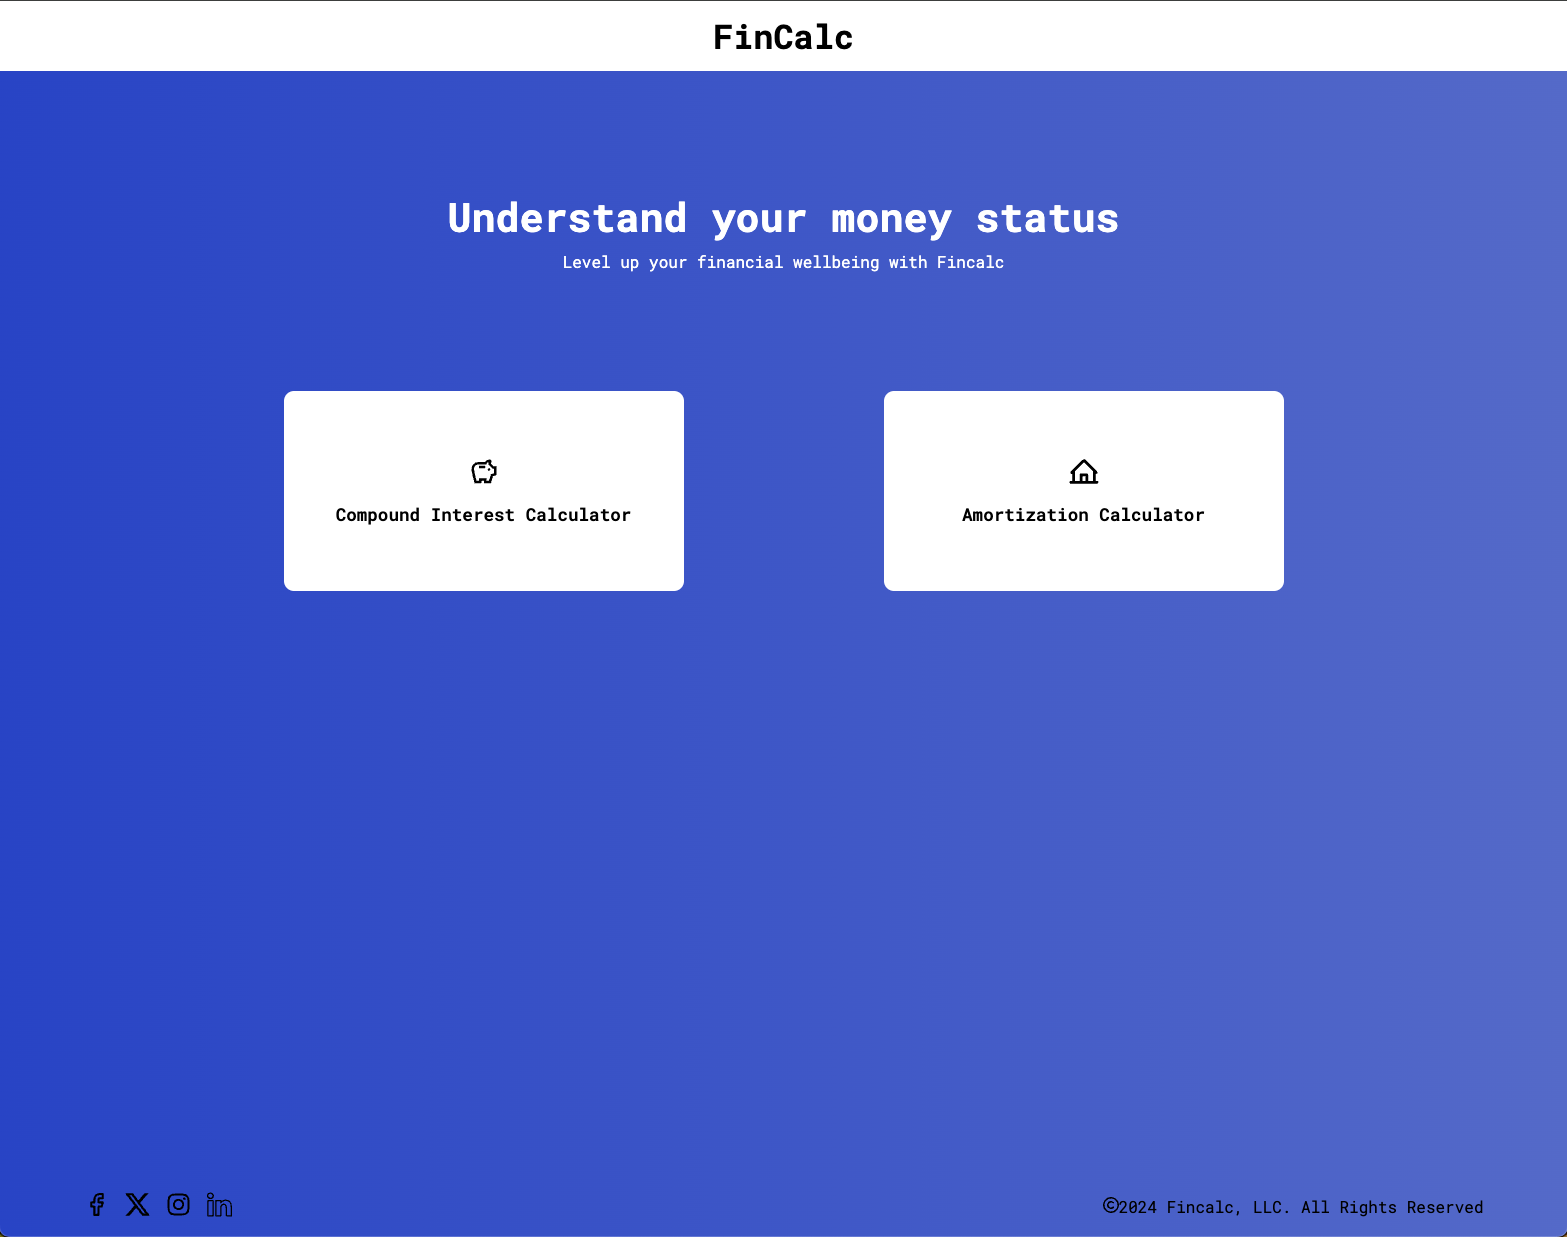 FinCalc
Understand your money status
Level up your financial wellbeing with Fincalc
Compound Interest Calculator
Amortization Calculator
©2024 Fincalc, LLC. All Rights Reserved